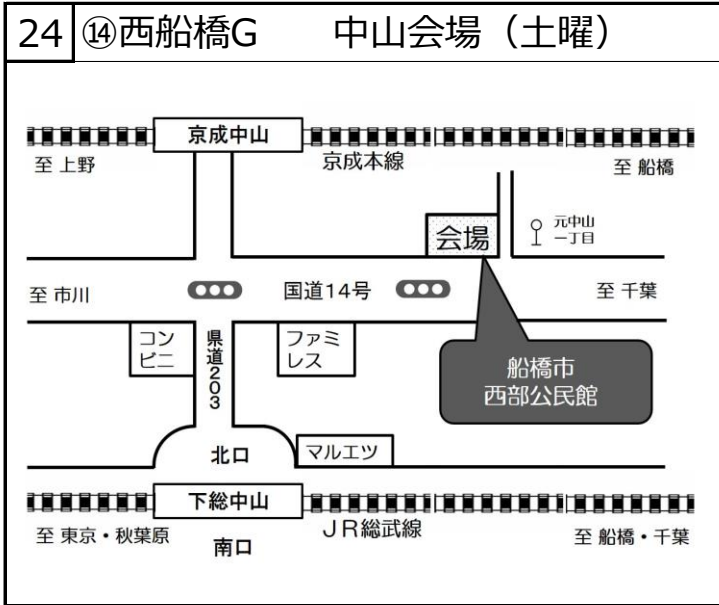 24 ⑭西船橋G 中山会場（土曜）
京成中山
至 上野
京成本線
至 船橋
会場
元中山
一丁目
至 市川
国道14号
至 千葉
コン
ビニ
県道203
ファミ
レス
船橋市
西部公民館
北口
マルエツ
下総中山
至 東京・秋葉原
南口
JR総武線
至 船橋・千葉